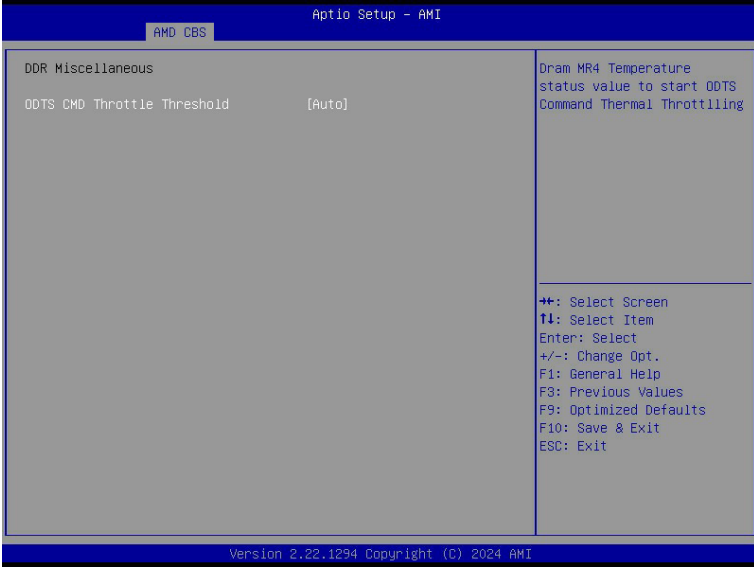 Aptio Setup - AMI
AMD CBS
DDR Miscellaneous
ODTS CMD Throttle Threshold [Auto]
Dram MR4 Temperature
status value to start ODTS
Command Thermal Throttlling
→←: Select Screen
↑↓: Select Item
Enter: Select
+/-: Change Opt.
F1: General Help
F3: Previous Values
F9: Optimized Defaults
F10: Save & Exit
ESC: Exit
Version 2.22.1294 Copyright (C) 2024 AMI